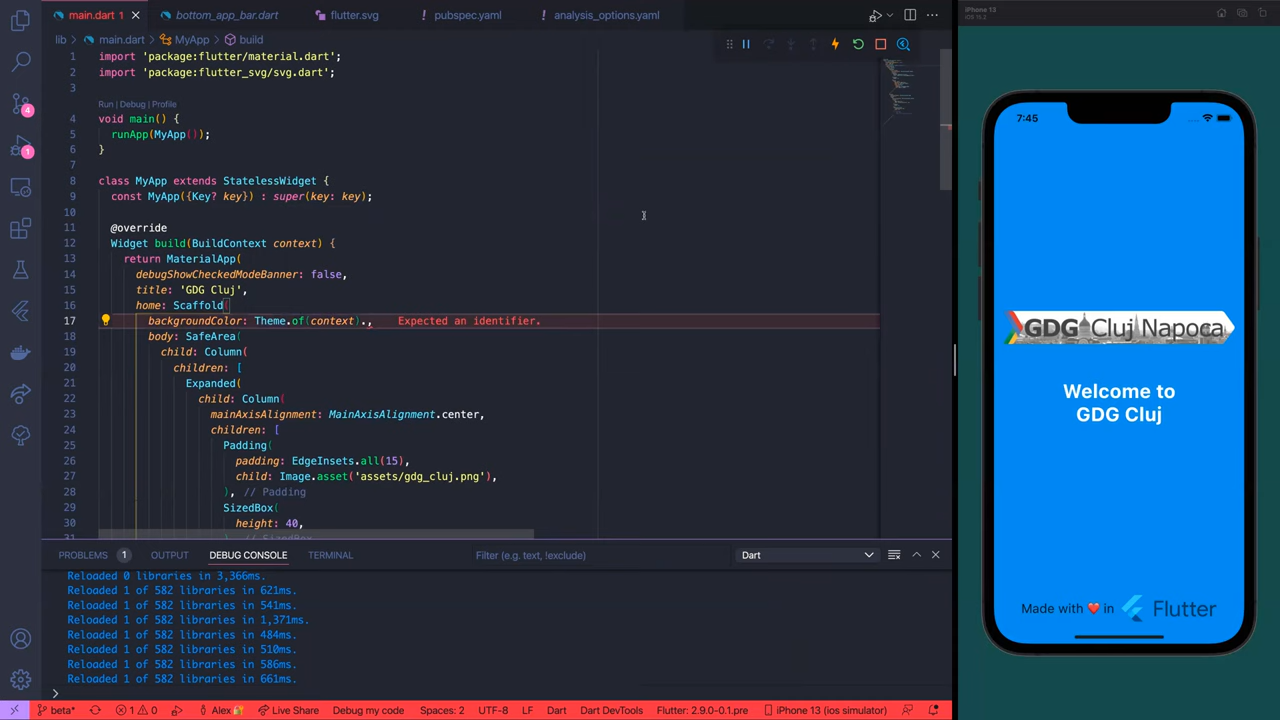 main.dart 1
bottom_app_bar.dart
flutter.svg
pubspec.yaml
analysis_options.yaml
lib > main.dart > MyApp > build
1 import 'package:flutter/material.dart';
2 import 'package:flutter_svg/svg.dart';
3
Run | Debug | Profile
4 void main() {
5 runApp(MyApp());
6 }
7
8 class MyApp extends StatelessWidget {
9 const MyApp({Key? key}) : super(key: key);
10
11 @override
12 Widget build(BuildContext context) {
13 return MaterialApp(
14 debugShowCheckedModeBanner: false,
15 title: 'GDG Cluj',
16 home: Scaffold(
17 backgroundColor: Theme.of(context)., Expected an identifier.
18 body: SafeArea(
19 child: Column(
20 children: [
21 Expanded(
22 child: Column(
23 mainAxisAlignment: MainAxisAlignment.center,
24 children: [
25 Padding(
26 padding: EdgeInsets.all(15),
27 child: Image.asset('assets/gdg_cluj.png'),
28 ), // Padding
29 SizedBox(
30 height: 40,
31 ), // SizedBox
4
1
PROBLEMS 1 OUTPUT DEBUG CONSOLE TERMINAL
Filter (e.g. text, !exclude)
Dart
Reloaded 0 libraries in 3,366ms.
Reloaded 1 of 582 libraries in 621ms.
Reloaded 1 of 582 libraries in 541ms.
Reloaded 1 of 582 libraries in 1,371ms.
Reloaded 1 of 582 libraries in 484ms.
Reloaded 1 of 582 libraries in 510ms.
Reloaded 1 of 582 libraries in 586ms.
Reloaded 1 of 582 libraries in 661ms.
>
beta* 1 0 Alex Live Share Debug my code Spaces: 2 UTF-8 LF Dart Dart DevTools Flutter: 2.9.0-0.1.pre iPhone 13 (ios simulator)
iPhone 13
iOS 15.2
7:45
GDG Cluj Napoca
Welcome to
GDG Cluj
Made with ❤️ in Flutter